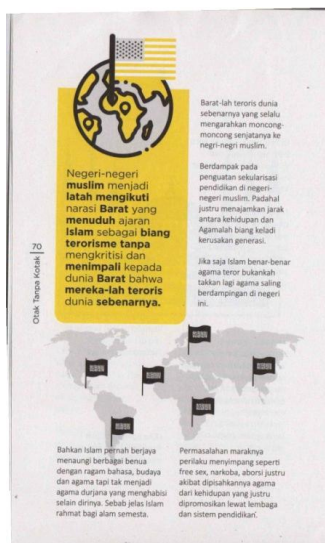 Negeri-negeri
muslim menjadi
latah mengikuti
narasi Barat yang
menuduh ajaran
Islam sebagai biang
terorisme tanpa
mengkritisi dan
menimpali kepada
dunia Barat bahwa
mereka-lah teroris
dunia sebenarnya.
Barat-lah teroris dunia
sebenarnya yang selalu
mengarahkan moncong-
moncong senjatanya ke
negri-negri muslim.
Berdampak pada
penguatan sekularisasi
pendidikan di negeri-
negeri muslim. Padahal
justru menajamkan jarak
antara kehidupan dan
Agamalah biang keladi
kerusakan generasi.
Jika saja Islam benar-benar
agama teror bukankah
takkan lagi agama saling
berdampingan di negeri
ini.
70
Otak Tanpa Kotak
Bahkan Islam pernah berjaya
menaungi berbagai benua
dengan ragam bahasa, budaya
dan agama tapi tak menjadi
agama durjana yang menghabisi
selain dirinya. Sebab jelas Islam
rahmat bagi alam semesta.
Permasalahan maraknya
perilaku menyimpang seperti
free sex, narkoba, aborsi justru
akibat dipisahkannya agama
dari kehidupan yang justru
dipromosikan lewat lembaga
dan sistem pendidikan.